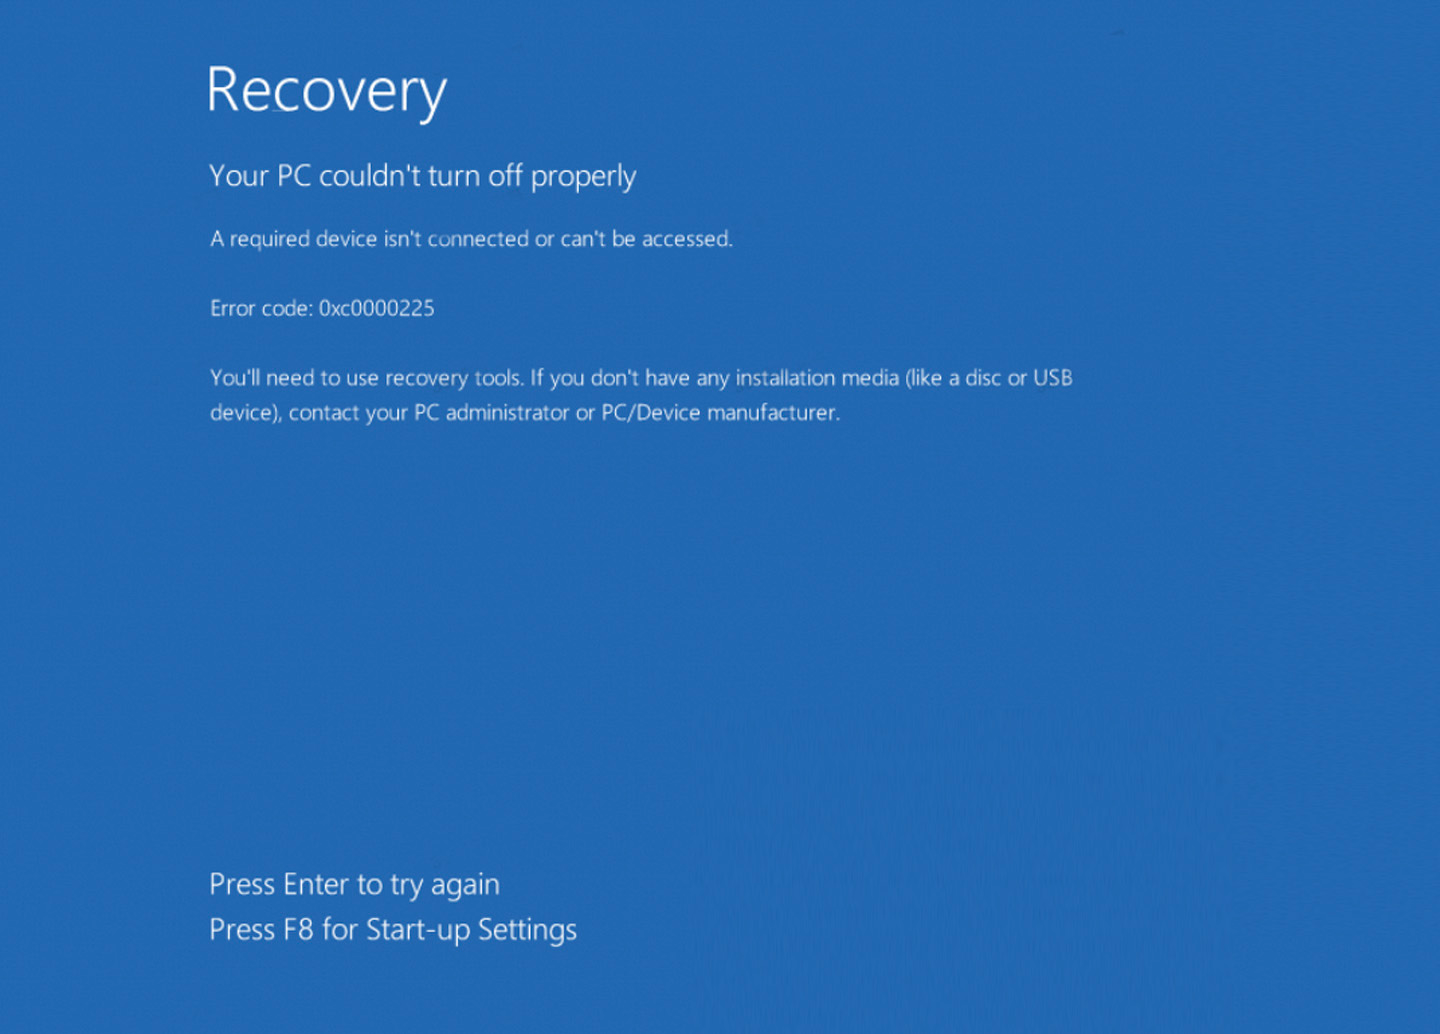 Recovery
Your PC couldn't turn off properly
A required device isn't connected or can't be accessed.
Error code: 0xc0000225
You'll need to use recovery tools. If you don't have any installation media (like a disc or USB
device), contact your PC administrator or PC/Device manufacturer.
Press Enter to try again
Press F8 for Start-up Settings